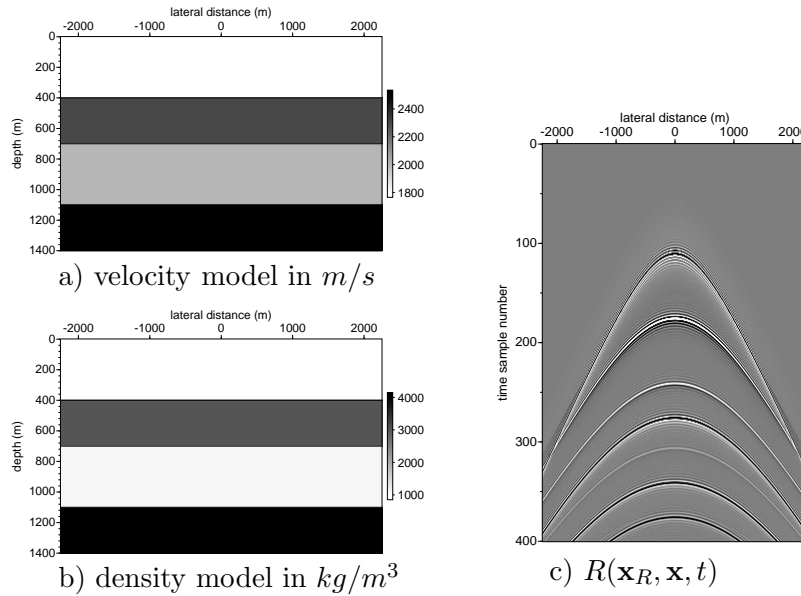 lateral distance (m)
-2000 -1000 0 1000 2000
0
200
400
600
800
1000
1200
1400
depth (m)
2400
2200
2000
1800
a) velocity model in m/s
lateral distance (m)
-2000 -1000 0 1000 2000
0
200
400
600
800
1000
1200
1400
depth (m)
4000
3000
2000
1000
b) density model in kg/m³
lateral distance (m)
-2000 -1000 0 1000 2000
0
100
200
300
400
time sample number
c) R(x_R, x, t)